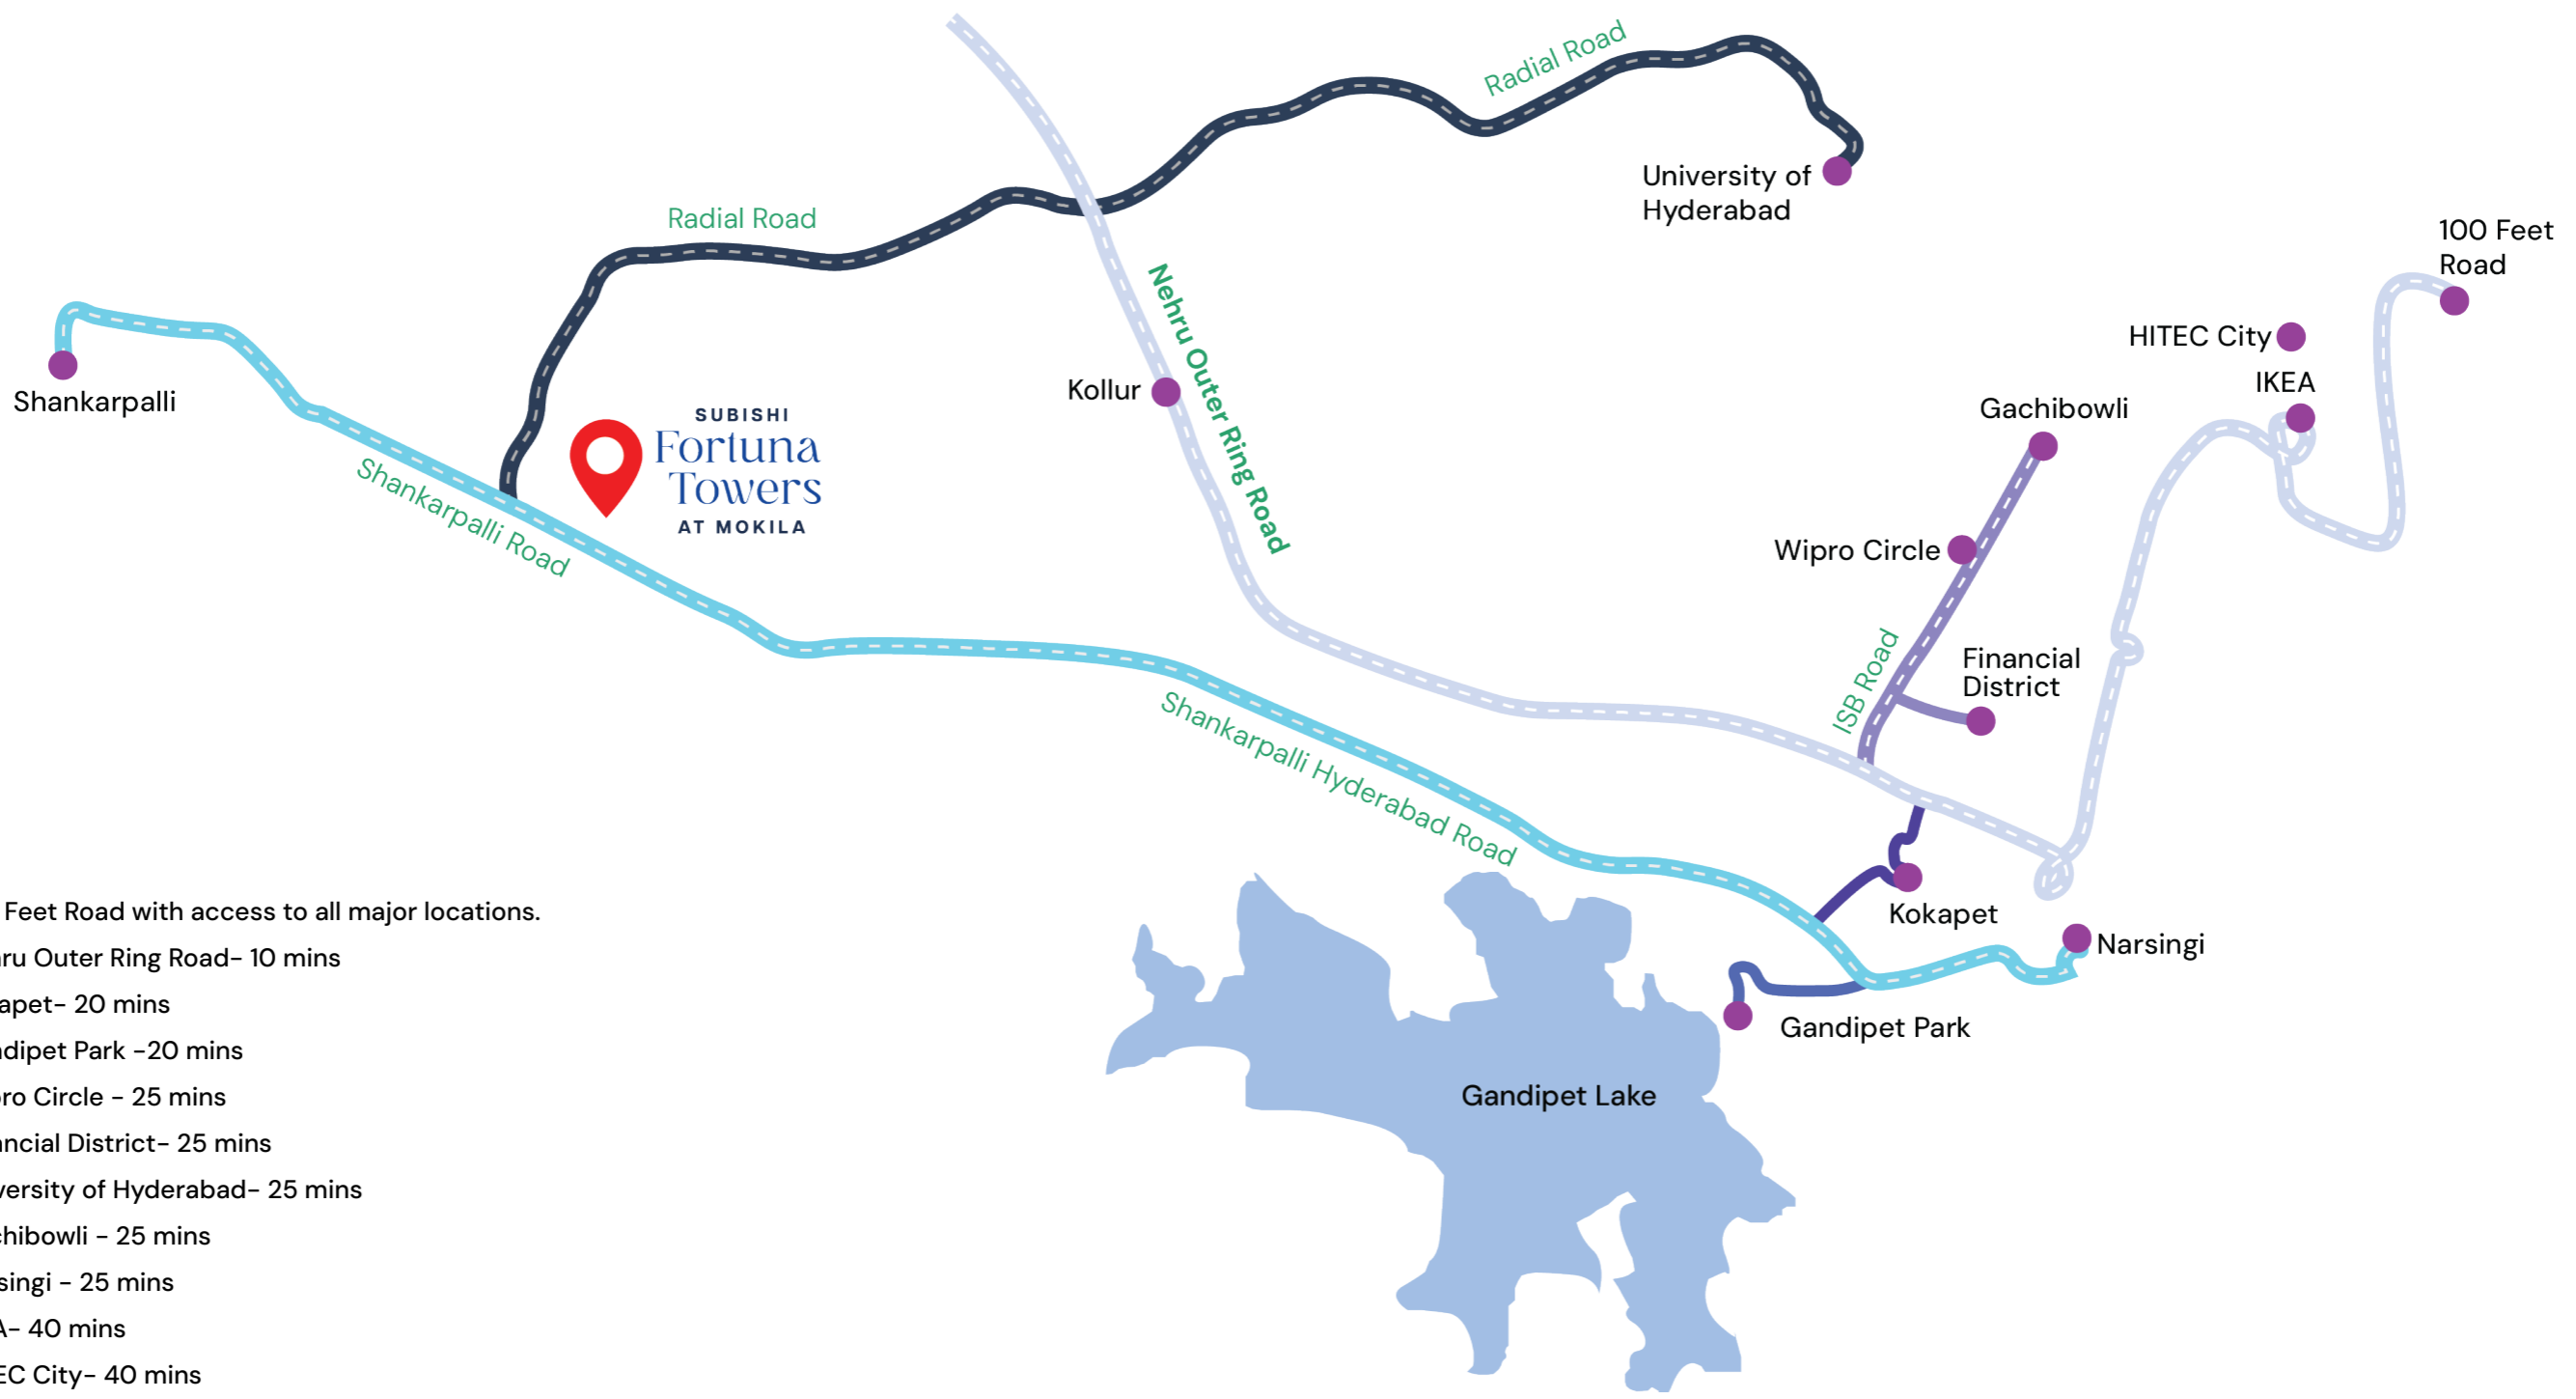 Radial Road
Radial Road
University of
Hyderabad
100 Feet
Road
Nehru Outer Ring Road
HITEC City
IKEA
Kollur
Shankarpalli
Gachibowli
SUBISHI
Fortuna
Towers
AT MOKILA
Shankarpalli Road
Wipro Circle
ISB Road
Financial
District
Shankarpalli Hyderabad Road
Kokapet
Narsingi
Gandipet Park
Gandipet Lake
Feet Road with access to all major locations.
ru Outer Ring Road- 10 mins
apet- 20 mins
dipet Park -20 mins
ro Circle - 25 mins
ancial District- 25 mins
versity of Hyderabad- 25 mins
chibowli - 25 mins
singi - 25 mins
A- 40 mins
EC City- 40 mins